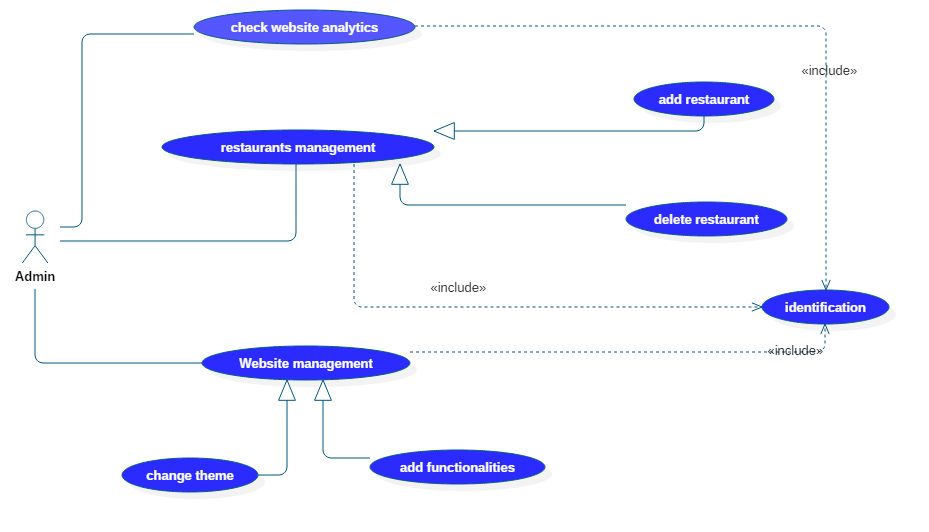 check website analytics
«include»
add restaurant
restaurants management
delete restaurant
Admin
«include»
identification
«include»
Website management
change theme
add functionalities